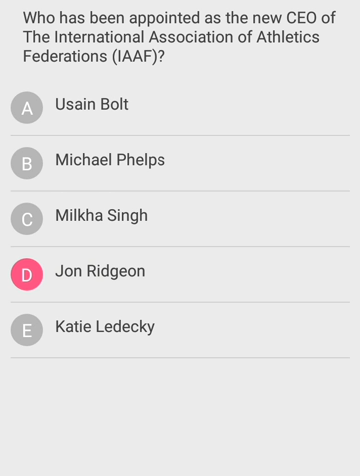 Who has been appointed as the new CEO of
The International Association of Athletics
Federations (IAAF)?
A Usain Bolt
B Michael Phelps
C Milkha Singh
D Jon Ridgeon
E Katie Ledecky